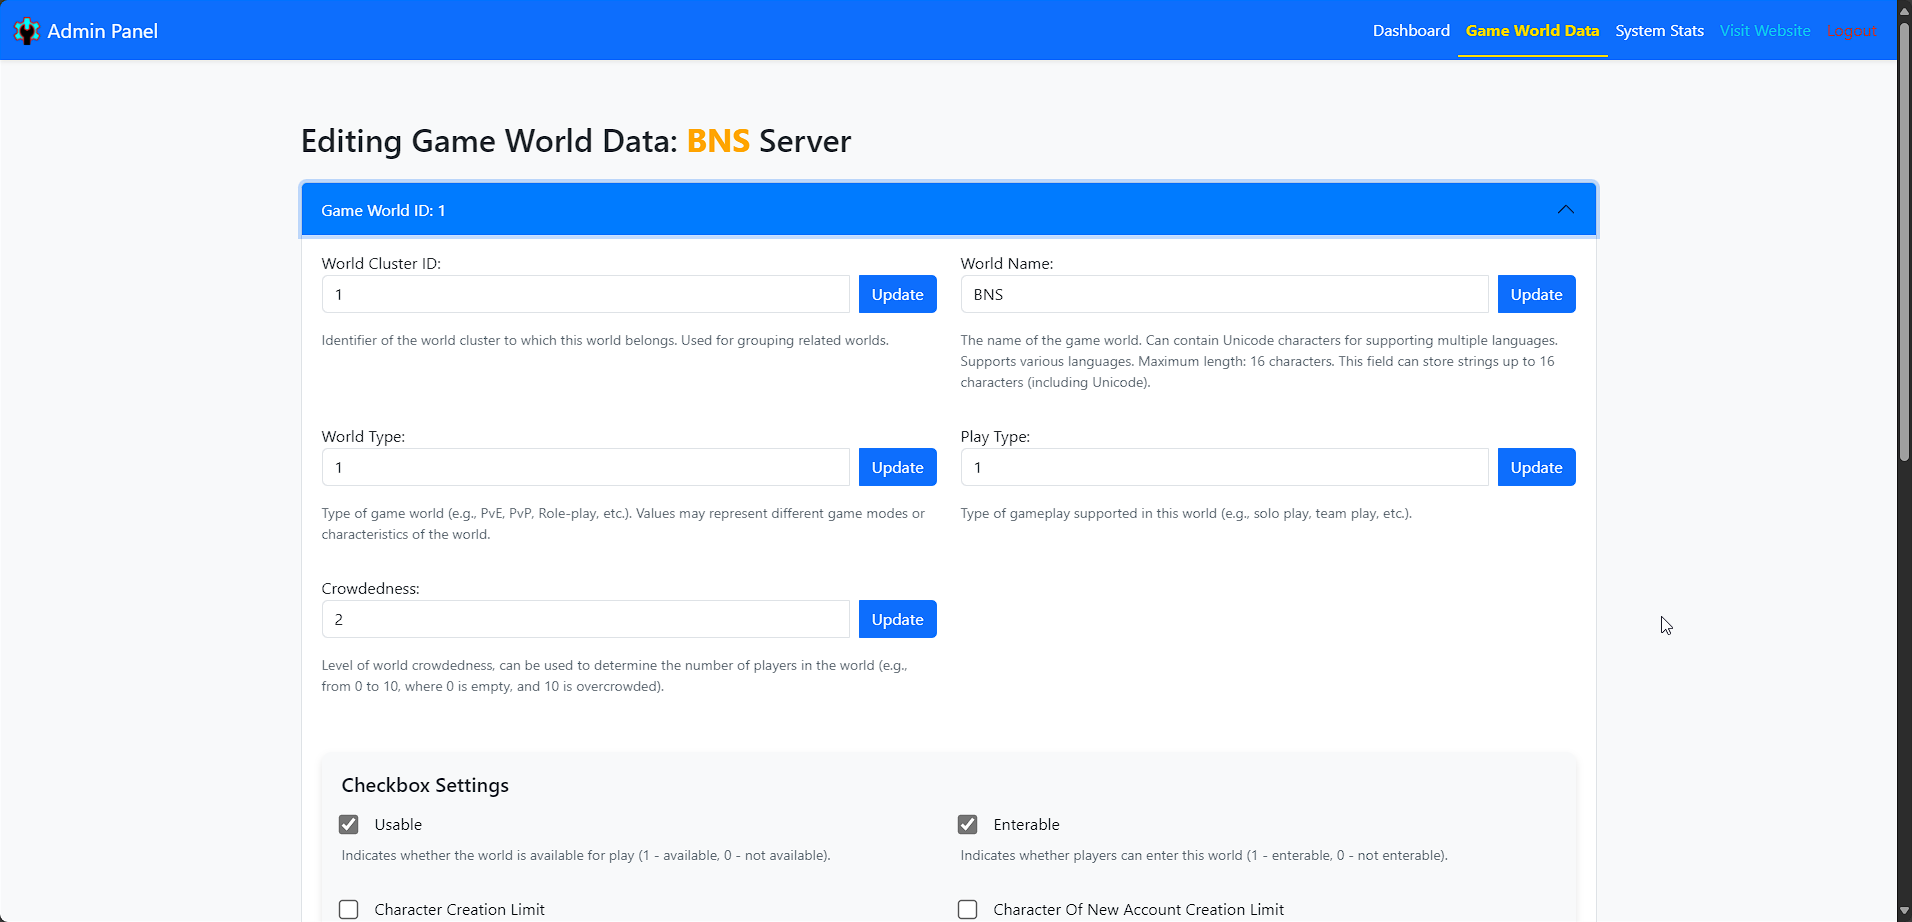 Admin Panel
Dashboard
Game World Data
System Stats
Visit Website
Logout
Editing Game World Data: BNS Server
Game World ID: 1
World Cluster ID:
1
Update
Identifier of the world cluster to which this world belongs. Used for grouping related worlds.
World Name:
BNS
Update
The name of the game world. Can contain Unicode characters for supporting multiple languages.
Supports various languages. Maximum length: 16 characters. This field can store strings up to 16
characters (including Unicode).
World Type:
1
Update
Type of game world (e.g., PvE, PvP, Role-play, etc.). Values may represent different game modes or
characteristics of the world.
Play Type:
1
Update
Type of gameplay supported in this world (e.g., solo play, team play, etc.).
Crowdedness:
2
Update
Level of world crowdedness, can be used to determine the number of players in the world (e.g.,
from 0 to 10, where 0 is empty, and 10 is overcrowded).
Checkbox Settings
Usable
Indicates whether the world is available for play (1 - available, 0 - not available).
Enterable
Indicates whether players can enter this world (1 - enterable, 0 - not enterable).
Character Creation Limit
Character Of New Account Creation Limit